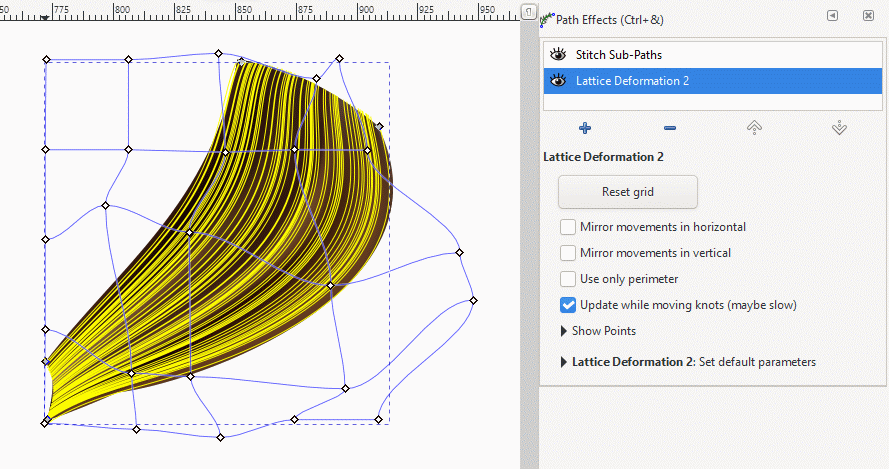 50 775 800 825 850 875 900 925 950
Path Effects (Ctrl+&)
Stitch Sub-Paths
Lattice Deformation 2
Lattice Deformation 2
Reset grid
Mirror movements in horizontal
Mirror movements in vertical
Use only perimeter
Update while moving knots (maybe slow)
Show Points
Lattice Deformation 2: Set default parameters